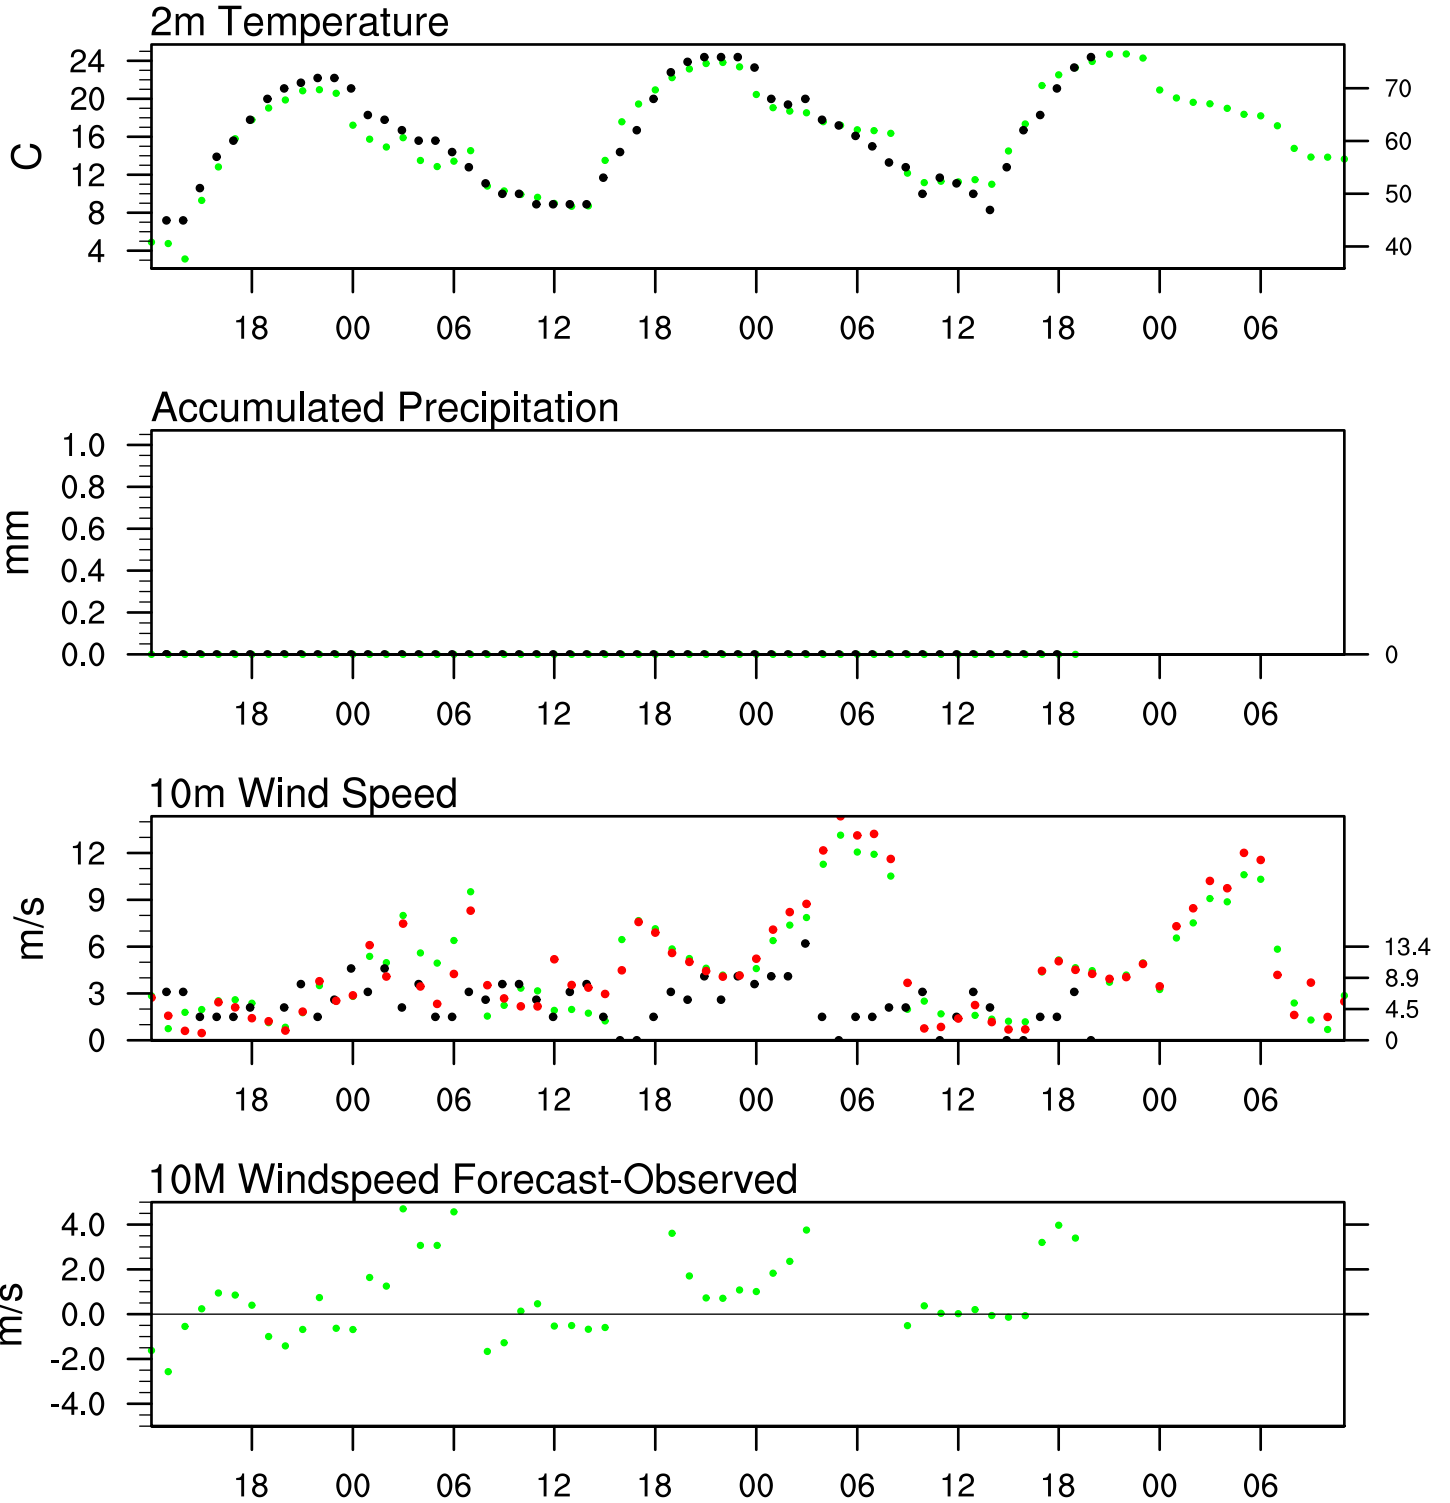 2m Temperature
24
20
16
12
8
4
C
70
60
50
40
18 00 06 12 18 00 06 12 18 00 06
Accumulated Precipitation
1.0
0.8
0.6
0.4
0.2
0.0
mm
0
18 00 06 12 18 00 06 12 18 00 06
10m Wind Speed
12
9
6
3
0
m/s
13.4
8.9
4.5
0
18 00 06 12 18 00 06 12 18 00 06
10M Windspeed Forecast-Observed
4.0
2.0
0.0
-2.0
-4.0
m/s
18 00 06 12 18 00 06 12 18 00 06